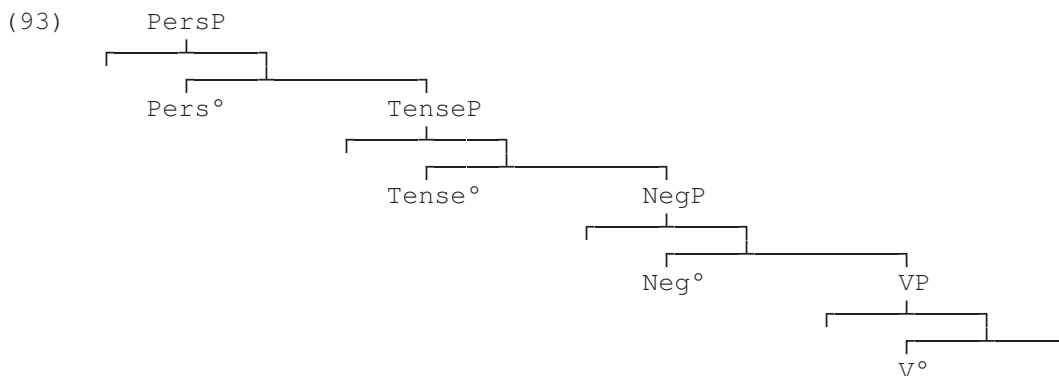 (93) PersP
Pers° TenseP
Tense° NegP
Neg° VP
V°